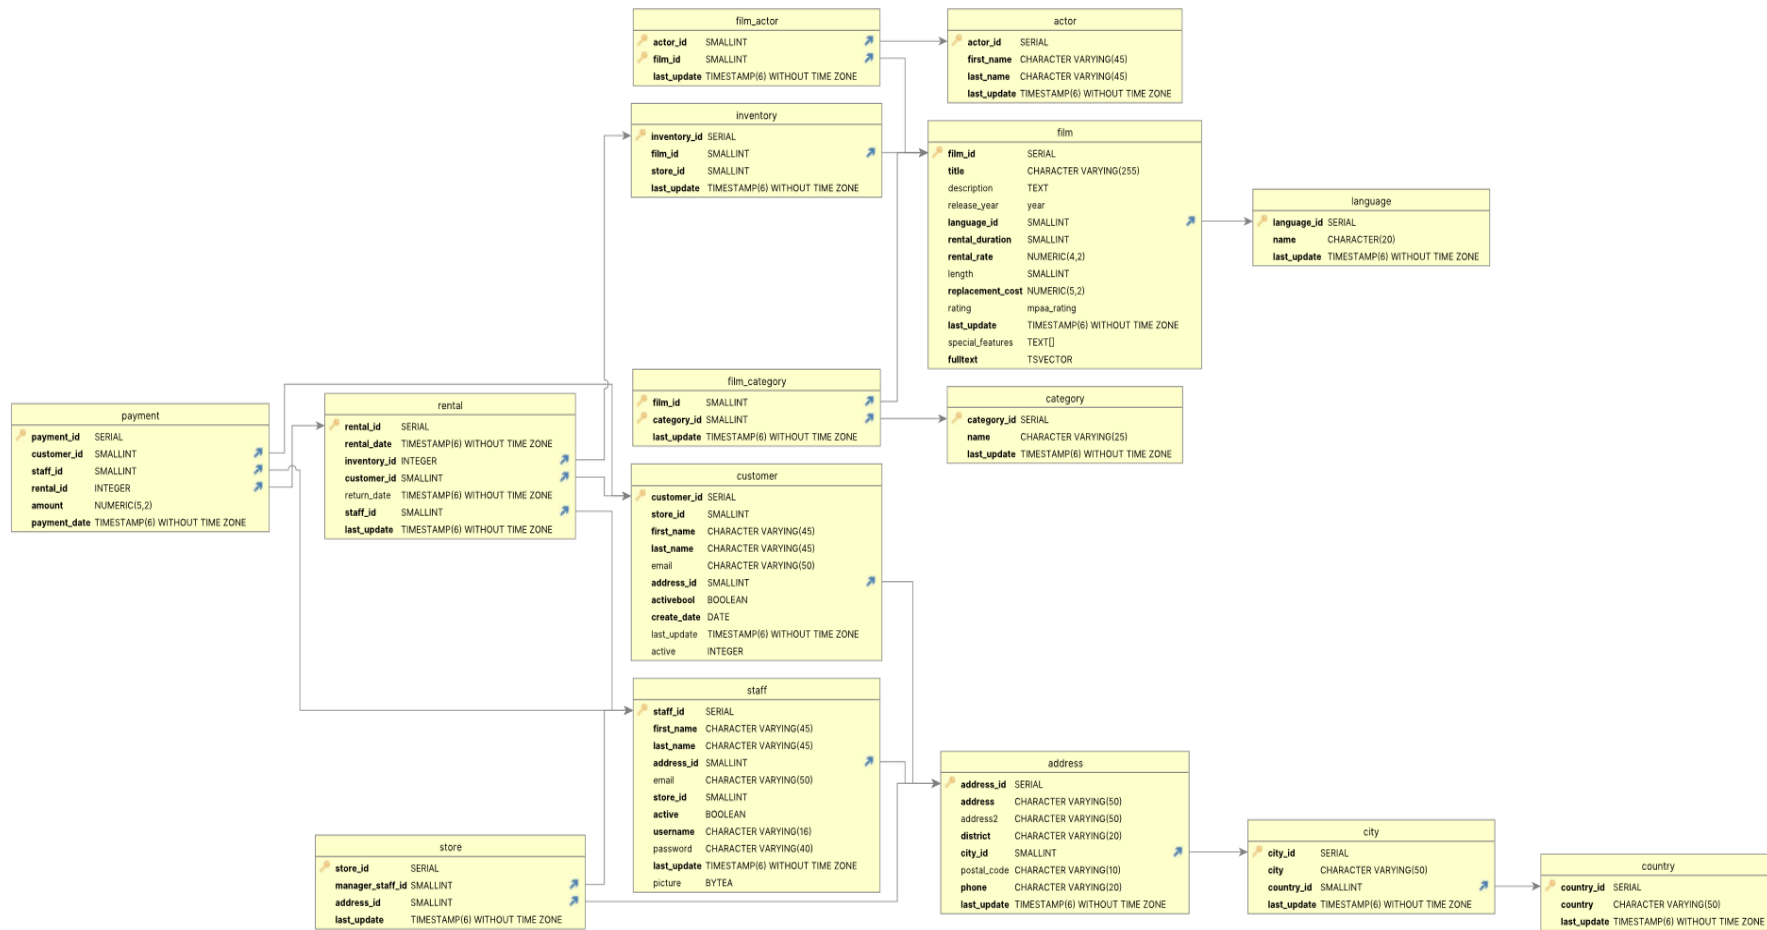 film_actor
actor_id SMALLINT
film_id SMALLINT
last_update TIMESTAMP(6) WITHOUT TIME ZONE
actor
actor_id SERIAL
first_name CHARACTER VARYING(45)
last_name CHARACTER VARYING(45)
last_update TIMESTAMP(6) WITHOUT TIME ZONE
inventory
inventory_id SERIAL
film_id SMALLINT
store_id SMALLINT
last_update TIMESTAMP(6) WITHOUT TIME ZONE
film
film_id SERIAL
title CHARACTER VARYING(255)
description TEXT
release_year year
language_id SMALLINT
rental_duration SMALLINT
rental_rate NUMERIC(4,2)
length SMALLINT
replacement_cost NUMERIC(5,2)
rating mpaa_rating
last_update TIMESTAMP(6) WITHOUT TIME ZONE
special_features TEXT[]
fulltext TSVECTOR
language
language_id SERIAL
name CHARACTER(20)
last_update TIMESTAMP(6) WITHOUT TIME ZONE
film_category
film_id SMALLINT
category_id SMALLINT
last_update TIMESTAMP(6) WITHOUT TIME ZONE
category
category_id SERIAL
name CHARACTER VARYING(25)
last_update TIMESTAMP(6) WITHOUT TIME ZONE
payment
payment_id SERIAL
customer_id SMALLINT
staff_id SMALLINT
rental_id INTEGER
amount NUMERIC(5,2)
payment_date TIMESTAMP(6) WITHOUT TIME ZONE
rental
rental_id SERIAL
rental_date TIMESTAMP(6) WITHOUT TIME ZONE
inventory_id INTEGER
customer_id SMALLINT
return_date TIMESTAMP(6) WITHOUT TIME ZONE
staff_id SMALLINT
last_update TIMESTAMP(6) WITHOUT TIME ZONE
customer
customer_id SERIAL
store_id SMALLINT
first_name CHARACTER VARYING(45)
last_name CHARACTER VARYING(45)
email CHARACTER VARYING(50)
address_id SMALLINT
activebool BOOLEAN
create_date DATE
last_update TIMESTAMP(6) WITHOUT TIME ZONE
active INTEGER
staff
staff_id SERIAL
first_name CHARACTER VARYING(45)
last_name CHARACTER VARYING(45)
address_id SMALLINT
email CHARACTER VARYING(50)
store_id SMALLINT
active BOOLEAN
username CHARACTER VARYING(16)
password CHARACTER VARYING(40)
last_update TIMESTAMP(6) WITHOUT TIME ZONE
picture BYTEA
store
store_id SERIAL
manager_staff_id SMALLINT
address_id SMALLINT
last_update TIMESTAMP(6) WITHOUT TIME ZONE
address
address_id SERIAL
address CHARACTER VARYING(50)
address2 CHARACTER VARYING(50)
district CHARACTER VARYING(20)
city_id SMALLINT
postal_code CHARACTER VARYING(10)
phone CHARACTER VARYING(20)
last_update TIMESTAMP(6) WITHOUT TIME ZONE
city
city_id SERIAL
city CHARACTER VARYING(50)
country_id SMALLINT
last_update TIMESTAMP(6) WITHOUT TIME ZONE
country
country_id SERIAL
country CHARACTER VARYING(50)
last_update TIMESTAMP(6) WITHOUT TIME ZONE